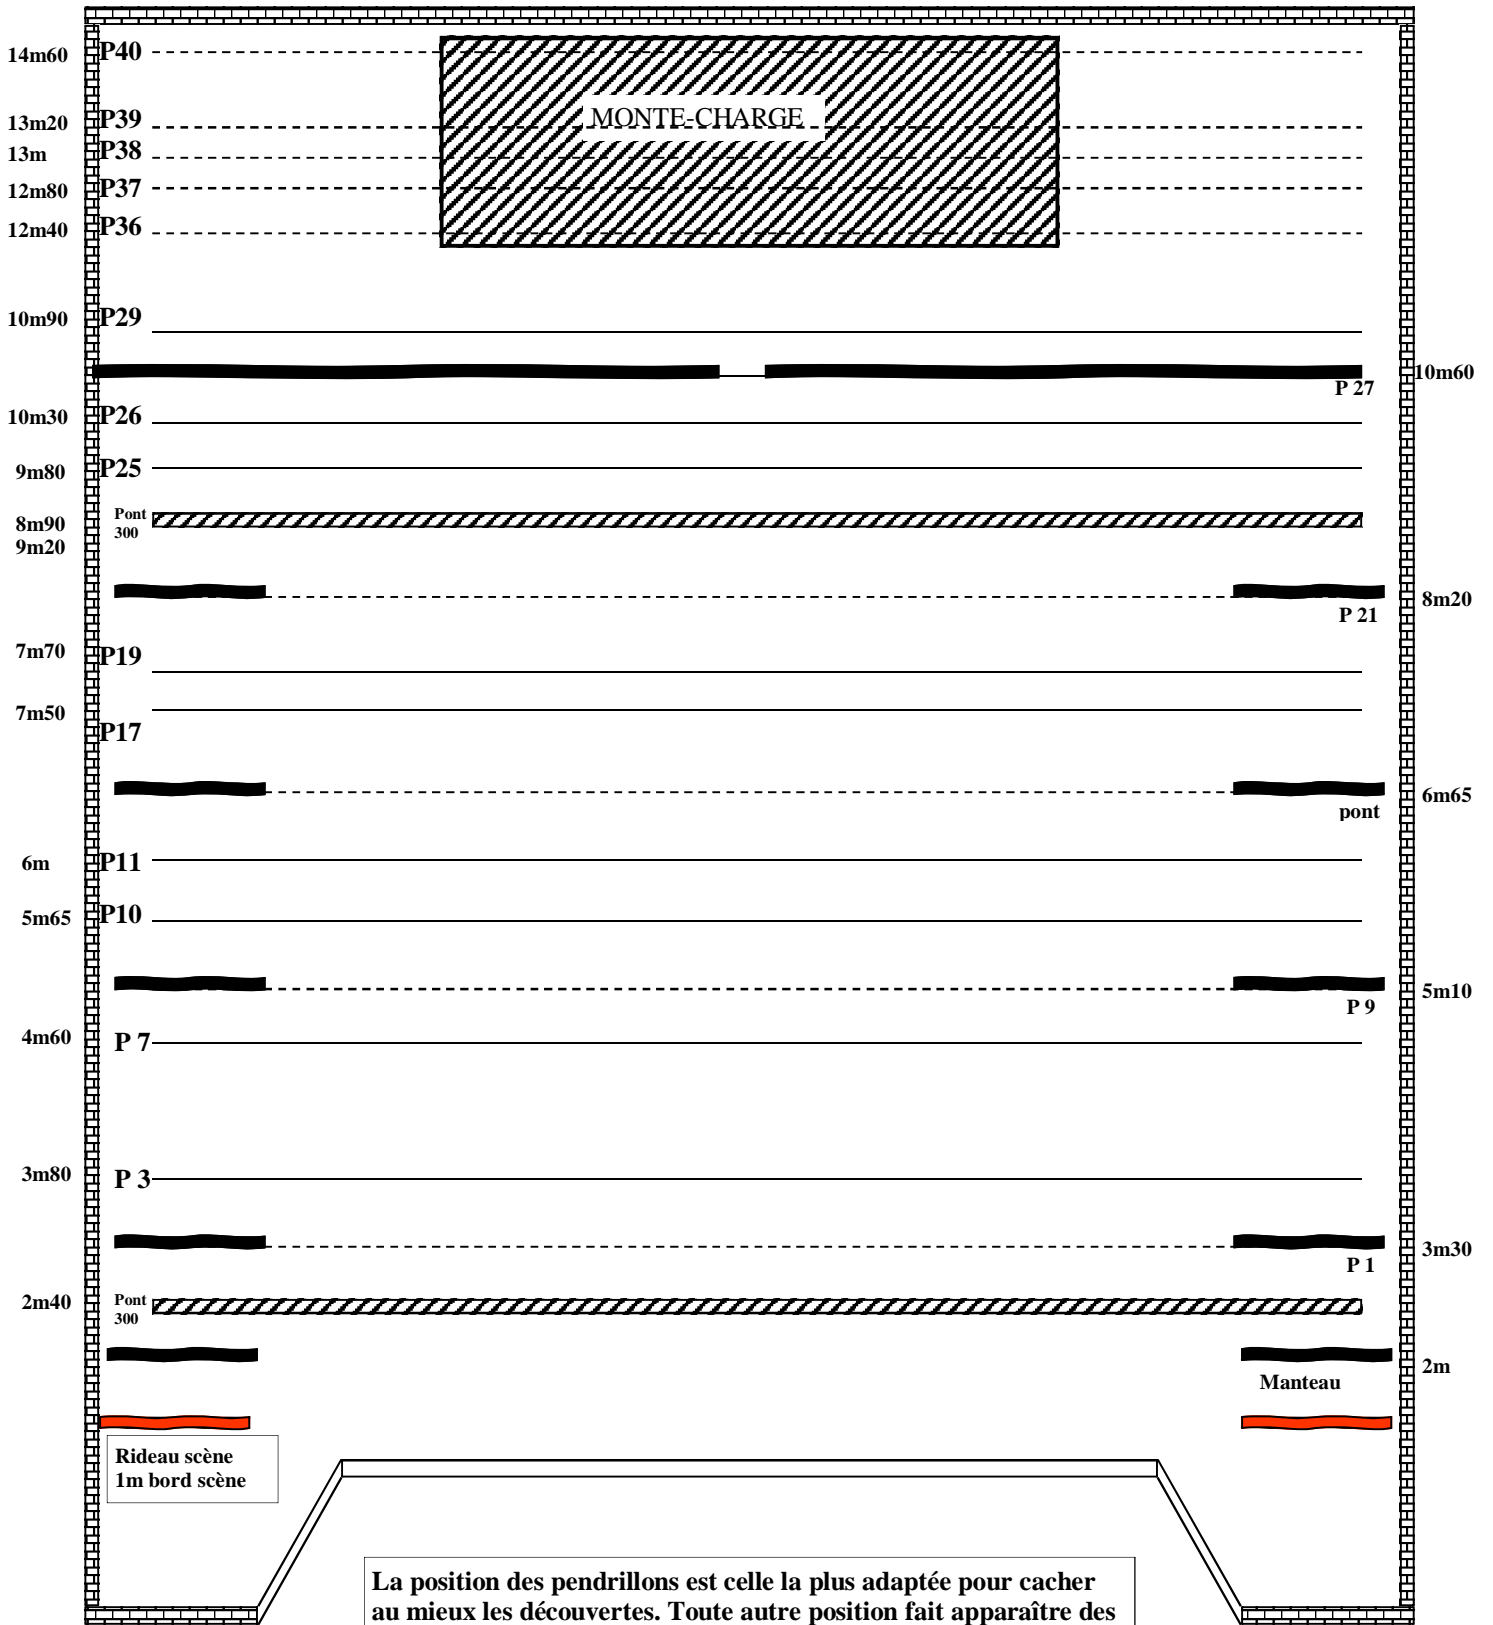 14m60 P40
MONTE-CHARGE
13m20 P39
13m P38
12m80 P37
12m40 P36
10m90 P29
10m60
P 27
10m30 P26
9m80 P25
8m90 Pont
300
9m20
8m20
P 21
7m70 P19
7m50
P17
6m65
pont
6m P11
5m65 P10
5m10
P 9
4m60 P 7
3m80 P 3
3m30
P 1
2m40 Pont
300
2m
Manteau
Rideau scène
1m bord scène
La position des pendrillons est celle la plus adaptée pour cacher
au mieux les découvertes. Toute autre position fait apparaître des